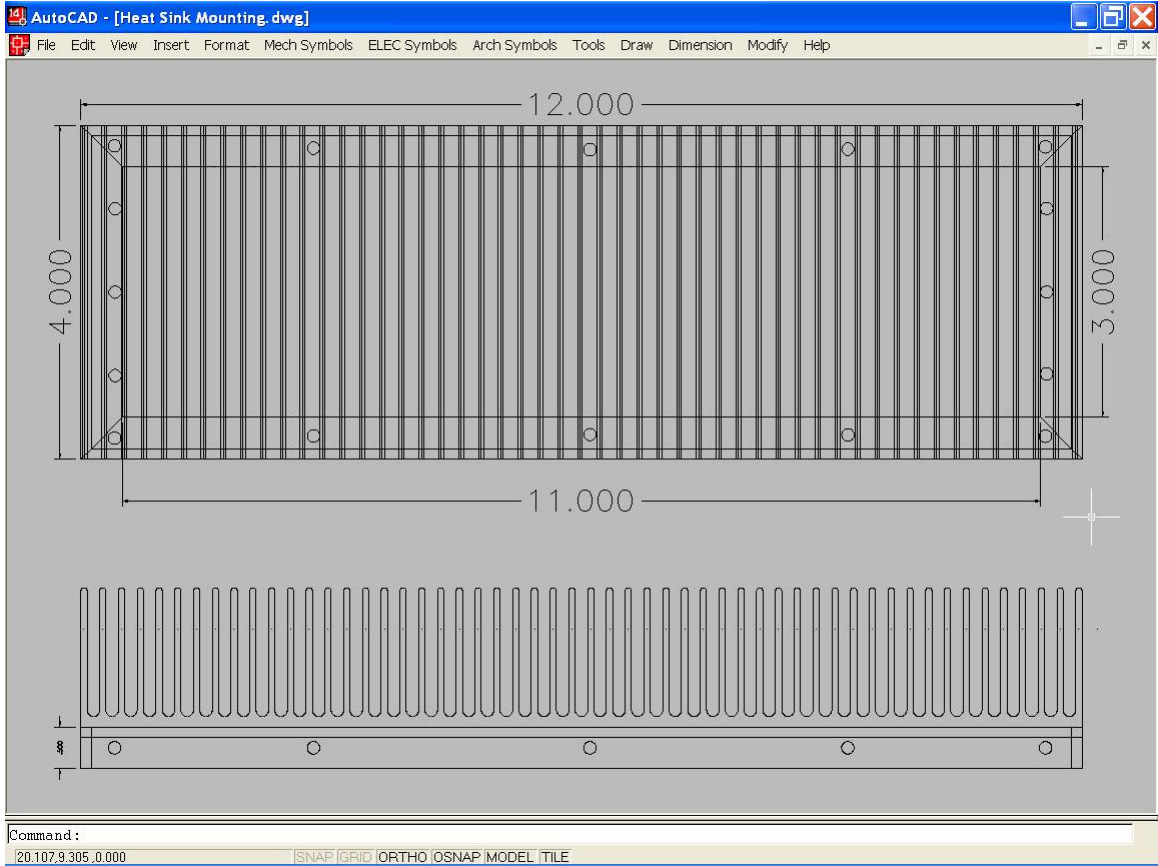 AutoCAD - [Heat Sink Mounting.dwg]
File Edit View Insert Format Mech Symbols ELEC Symbols Arch Symbols Tools Draw Dimension Modify Help
12.000
4.000
3.000
11.000
Command:
20.107,9.305,0.000 SNAP GRID ORTHO OSNAP MODEL TILE